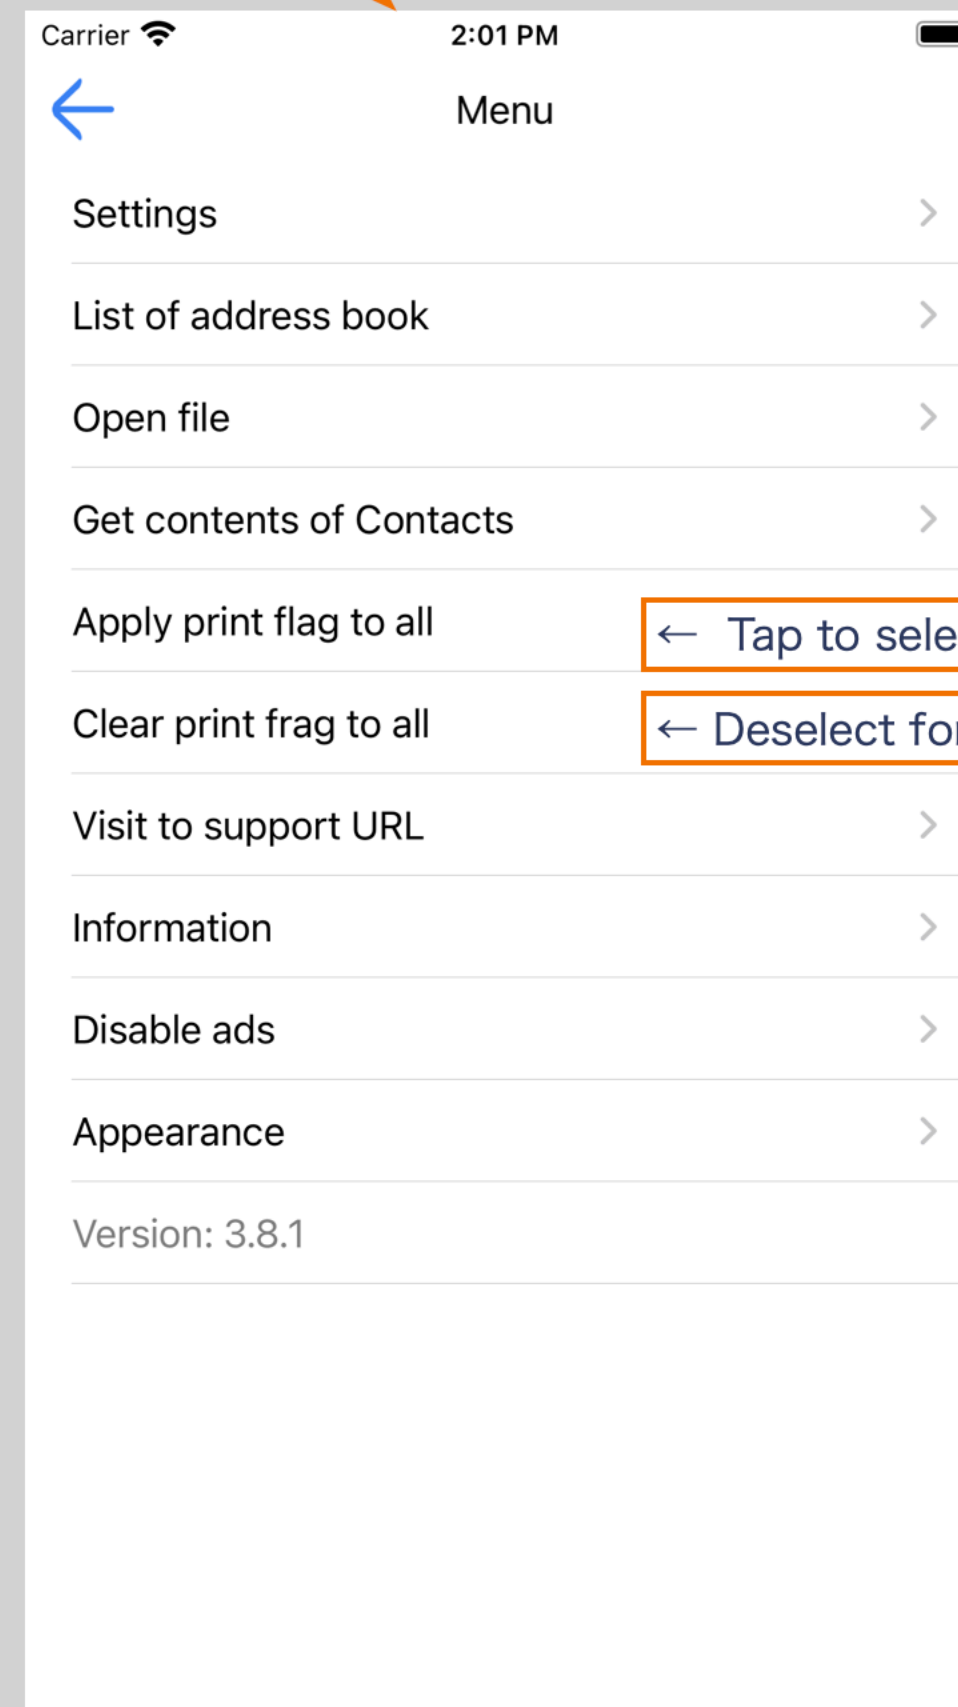 Carrier 2:01 PM
Menu
Settings
List of address book
Open file
Get contents of Contacts
Apply print flag to all
← Tap to sele
Clear print frag to all
← Deselect for
Visit to support URL
Information
Disable ads
Appearance
Version: 3.8.1